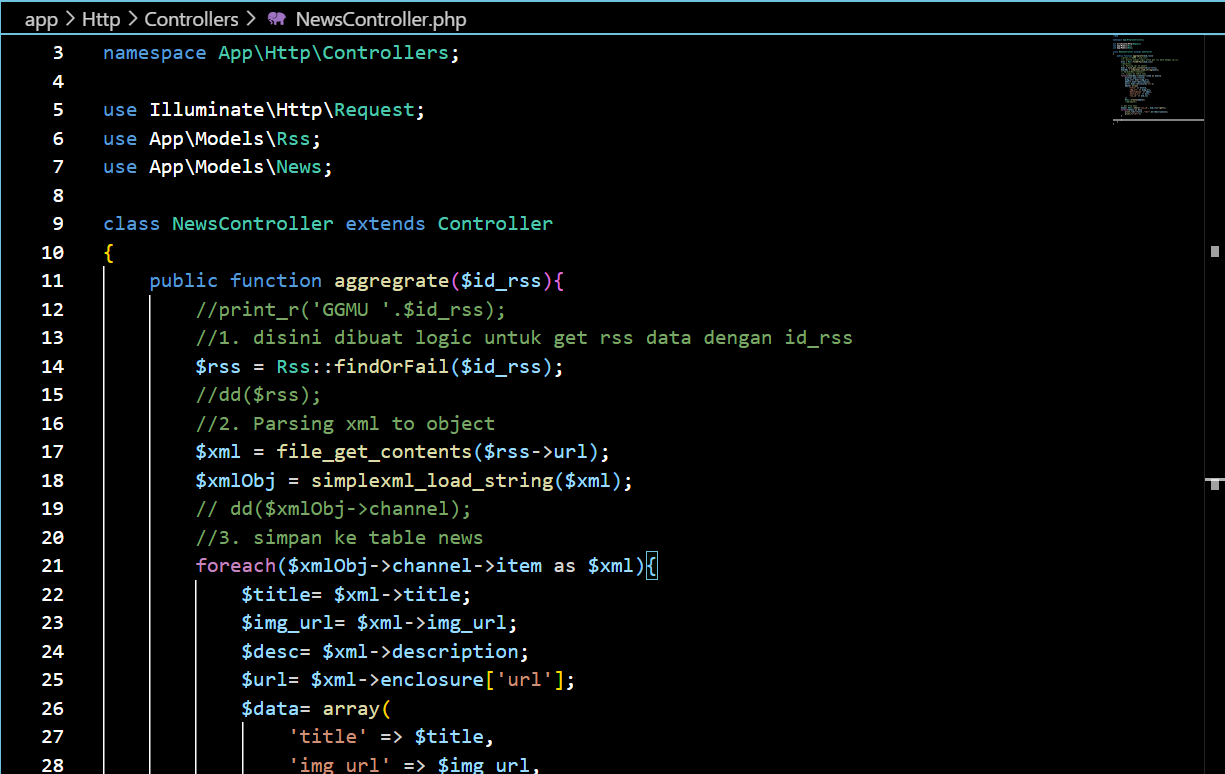 app > Http > Controllers > NewsController.php
3 namespace App\Http\Controllers;
4
5 use Illuminate\Http\Request;
6 use App\Models\Rss;
7 use App\Models\News;
8
9 class NewsController extends Controller
10 {
11 public function aggregrate($id_rss){
12 //print_r('GGMU '.$id_rss);
13 //1. disini dibuat logic untuk get rss data dengan id_rss
14 $rss = Rss::findOrFail($id_rss);
15 //dd($rss);
16 //2. Parsing xml to object
17 $xml = file_get_contents($rss->url);
18 $xmlObj = simplexml_load_string($xml);
19 // dd($xmlObj->channel);
20 //3. simpan ke table news
21 foreach($xmlObj->channel->item as $xml){
22 $title= $xml->title;
23 $img_url= $xml->img_url;
24 $desc= $xml->description;
25 $url= $xml->enclosure['url'];
26 $data= array(
27 'title' => $title,
28 'img_url' => $img_url,